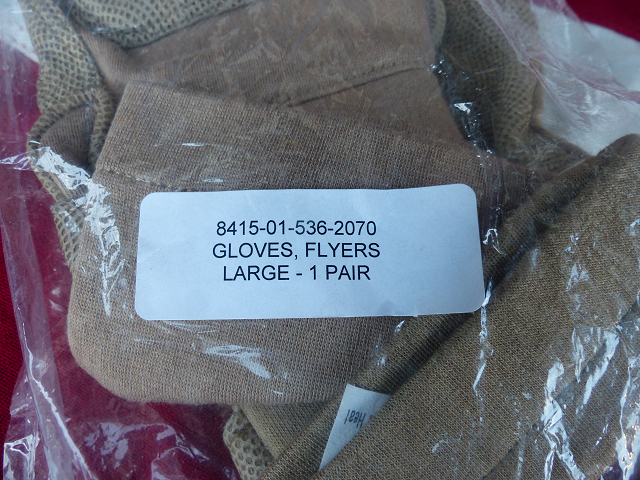 8415-01-536-2070
GLOVES, FLYERS
LARGE - 1 PAIR